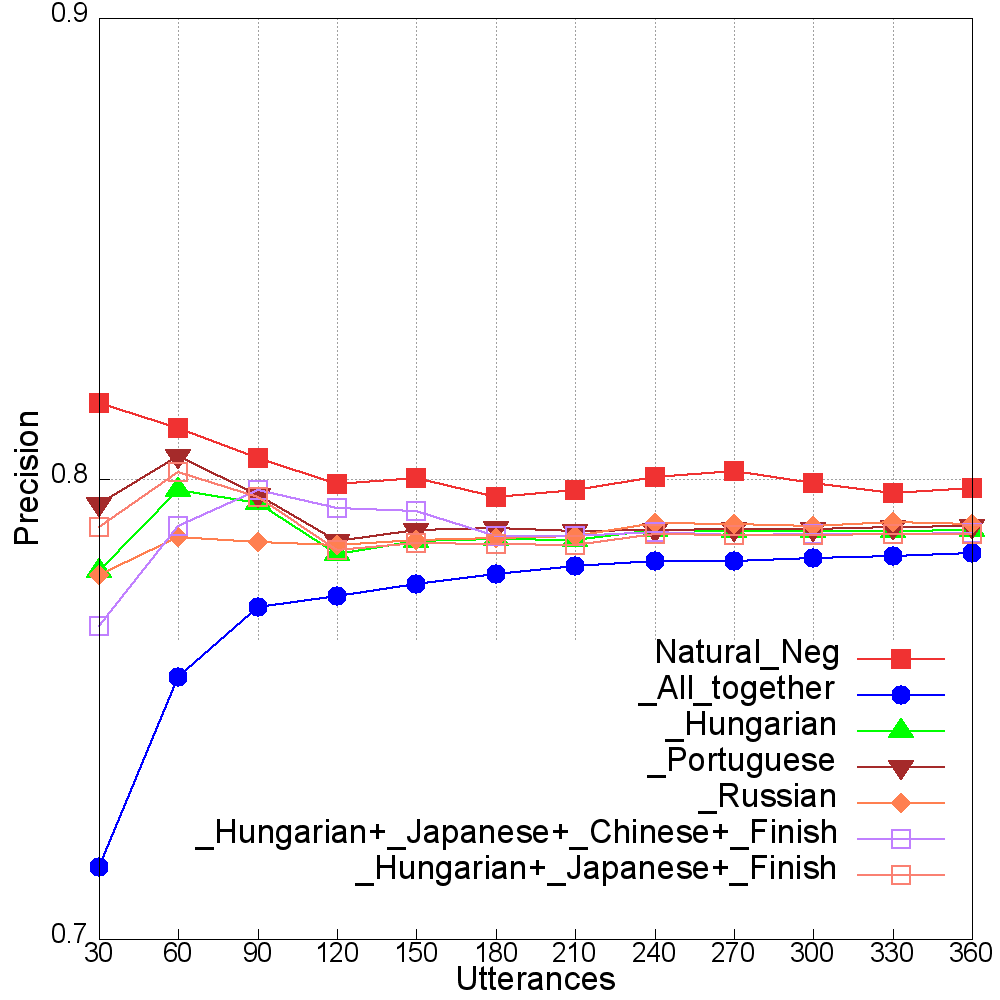 0.9
Precision
0.8
Natural_Neg
_All_together
_Hungarian
_Portuguese
_Russian
_Hungarian+_Japanese+_Chinese+_Finish
_Hungarian+_Japanese+_Finish
0.7
30 60 90 120 150 180 210 240 270 300 330 360
Utterances